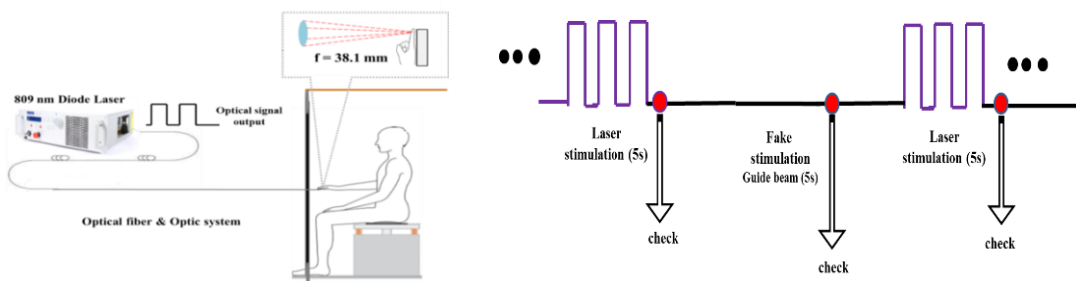 f = 38.1 mm
809 nm Diode Laser
Optical signal
output
Optical fiber & Optic system
Laser
stimulation (5s)
check
Fake
stimulation
Guide beam (5s)
check
Laser
stimulation (5s)
check